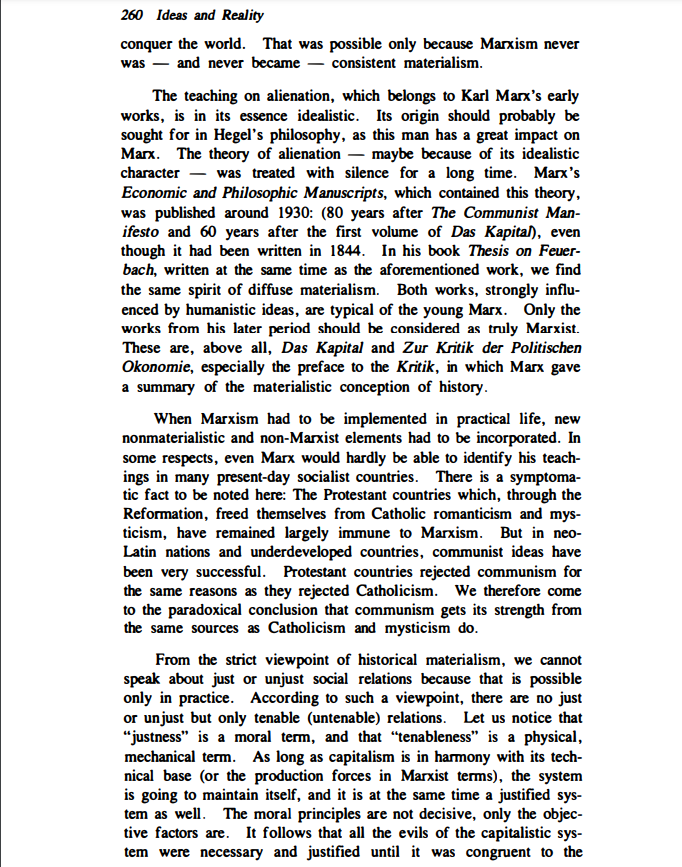 260 Ideas and Reality
conquer the world. That was possible only because Marxism never
was — and never became — consistent materialism.
The teaching on alienation, which belongs to Karl Marx's early
works, is in its essence idealistic. Its origin should probably be
sought for in Hegel's philosophy, as this man has a great impact on
Marx. The theory of alienation — maybe because of its idealistic
character — was treated with silence for a long time. Marx's
Economic and Philosophic Manuscripts, which contained this theory,
was published around 1930: (80 years after The Communist Man-
ifesto and 60 years after the first volume of Das Kapital), even
though it had been written in 1844. In his book Thesis on Feuer-
bach, written at the same time as the aforementioned work, we find
the same spirit of diffuse materialism. Both works, strongly influ-
enced by humanistic ideas, are typical of the young Marx. Only the
works from his later period should be considered as truly Marxist.
These are, above all, Das Kapital and Zur Kritik der Politischen
Okonomie, especially the preface to the Kritik, in which Marx gave
a summary of the materialistic conception of history.
When Marxism had to be implemented in practical life, new
nonmaterialistic and non-Marxist elements had to be incorporated. In
some respects, even Marx would hardly be able to identify his teach-
ings in many present-day socialist countries. There is a symptoma-
tic fact to be noted here: The Protestant countries which, through the
Reformation, freed themselves from Catholic romanticism and mys-
ticism, have remained largely immune to Marxism. But in neo-
Latin nations and underdeveloped countries, communist ideas have
been very successful. Protestant countries rejected communism for
the same reasons as they rejected Catholicism. We therefore come
to the paradoxical conclusion that communism gets its strength from
the same sources as Catholicism and mysticism do.
From the strict viewpoint of historical materialism, we cannot
speak about just or unjust social relations because that is possible
only in practice. According to such a viewpoint, there are no just
or unjust but only tenable (untenable) relations. Let us notice that
"justness" is a moral term, and that "tenableness" is a physical,
mechanical term. As long as capitalism is in harmony with its tech-
nical base (or the production forces in Marxist terms), the system
is going to maintain itself, and it is at the same time a justified sys-
tem as well. The moral principles are not decisive, only the objec-
tive factors are. It follows that all the evils of the capitalistic sys-
tem were necessary and justified until it was congruent to the